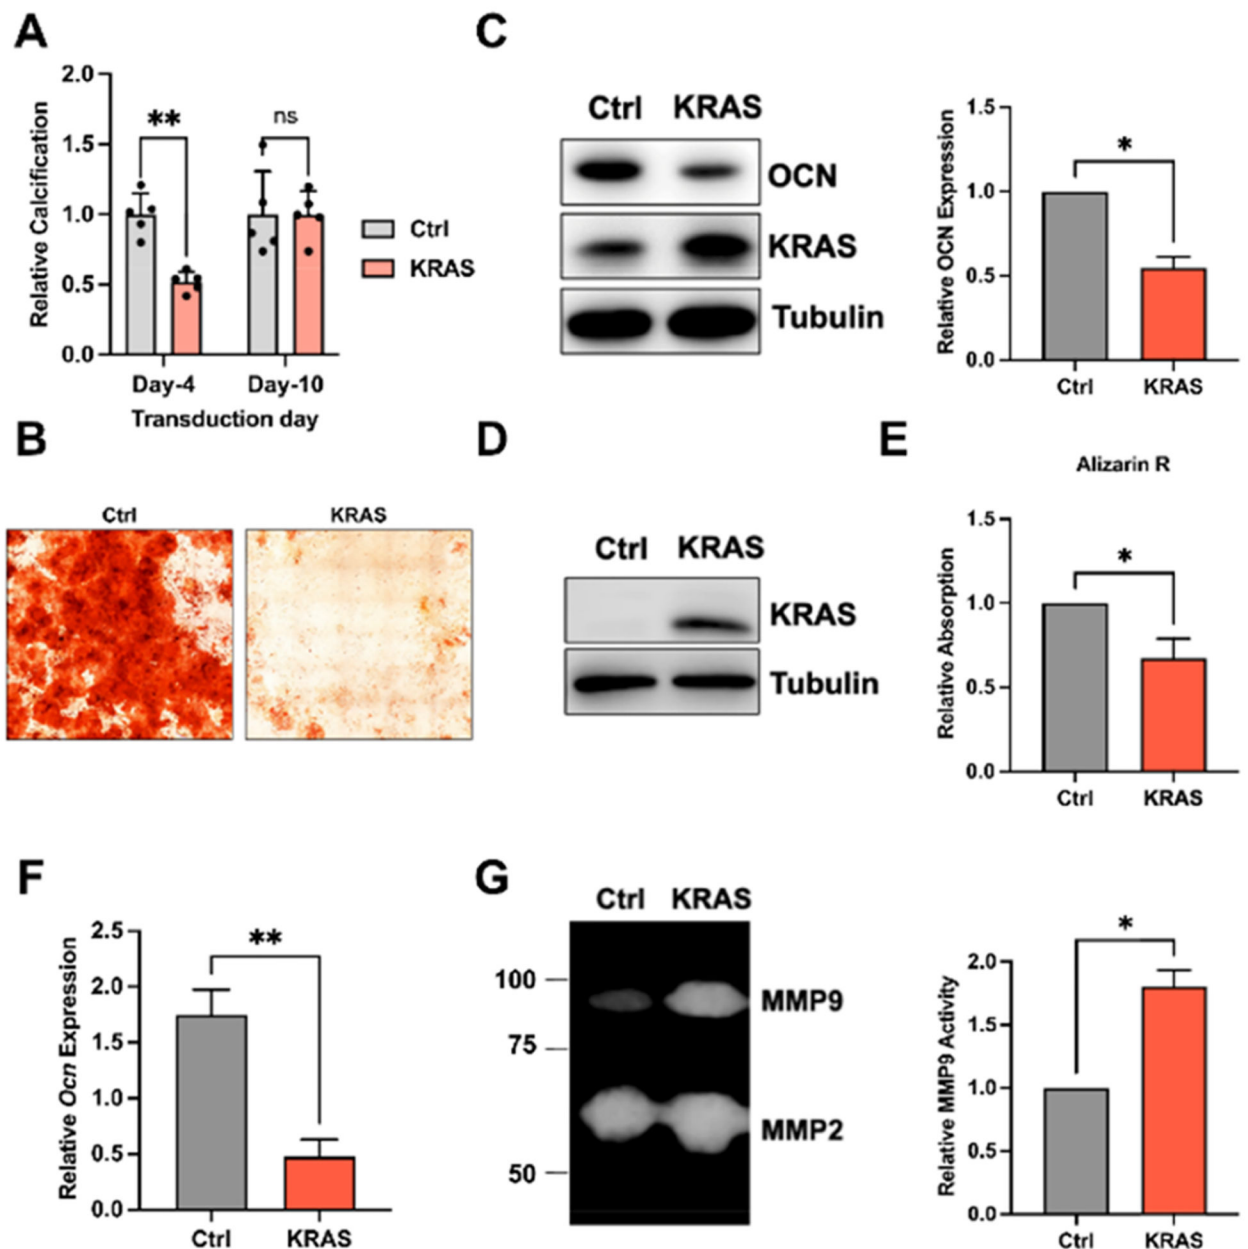 A
2.0
1.5
1.0
0.5
0.0
Relative Calcification
**
ns
Ctrl
KRAS
Day-4
Day-10
Transduction day
B
Ctrl
KRAS
C
Ctrl
KRAS
OCN
KRAS
Tubulin
Relative OCN Expression
1.5
1.0
0.5
0.0
*
Ctrl
KRAS
D
Ctrl
KRAS
KRAS
Tubulin
E
Alizarin R
Relative Absorption
1.5
1.0
0.5
0.0
*
Ctrl
KRAS
F
Relative Ocn Expression
2.5
2.0
1.5
1.0
0.5
0.0
**
Ctrl
KRAS
G
Ctrl
KRAS
100
75
50
MMP9
MMP2
Relative MMP9 Activity
2.0
1.5
1.0
0.5
0.0
*
Ctrl
KRAS